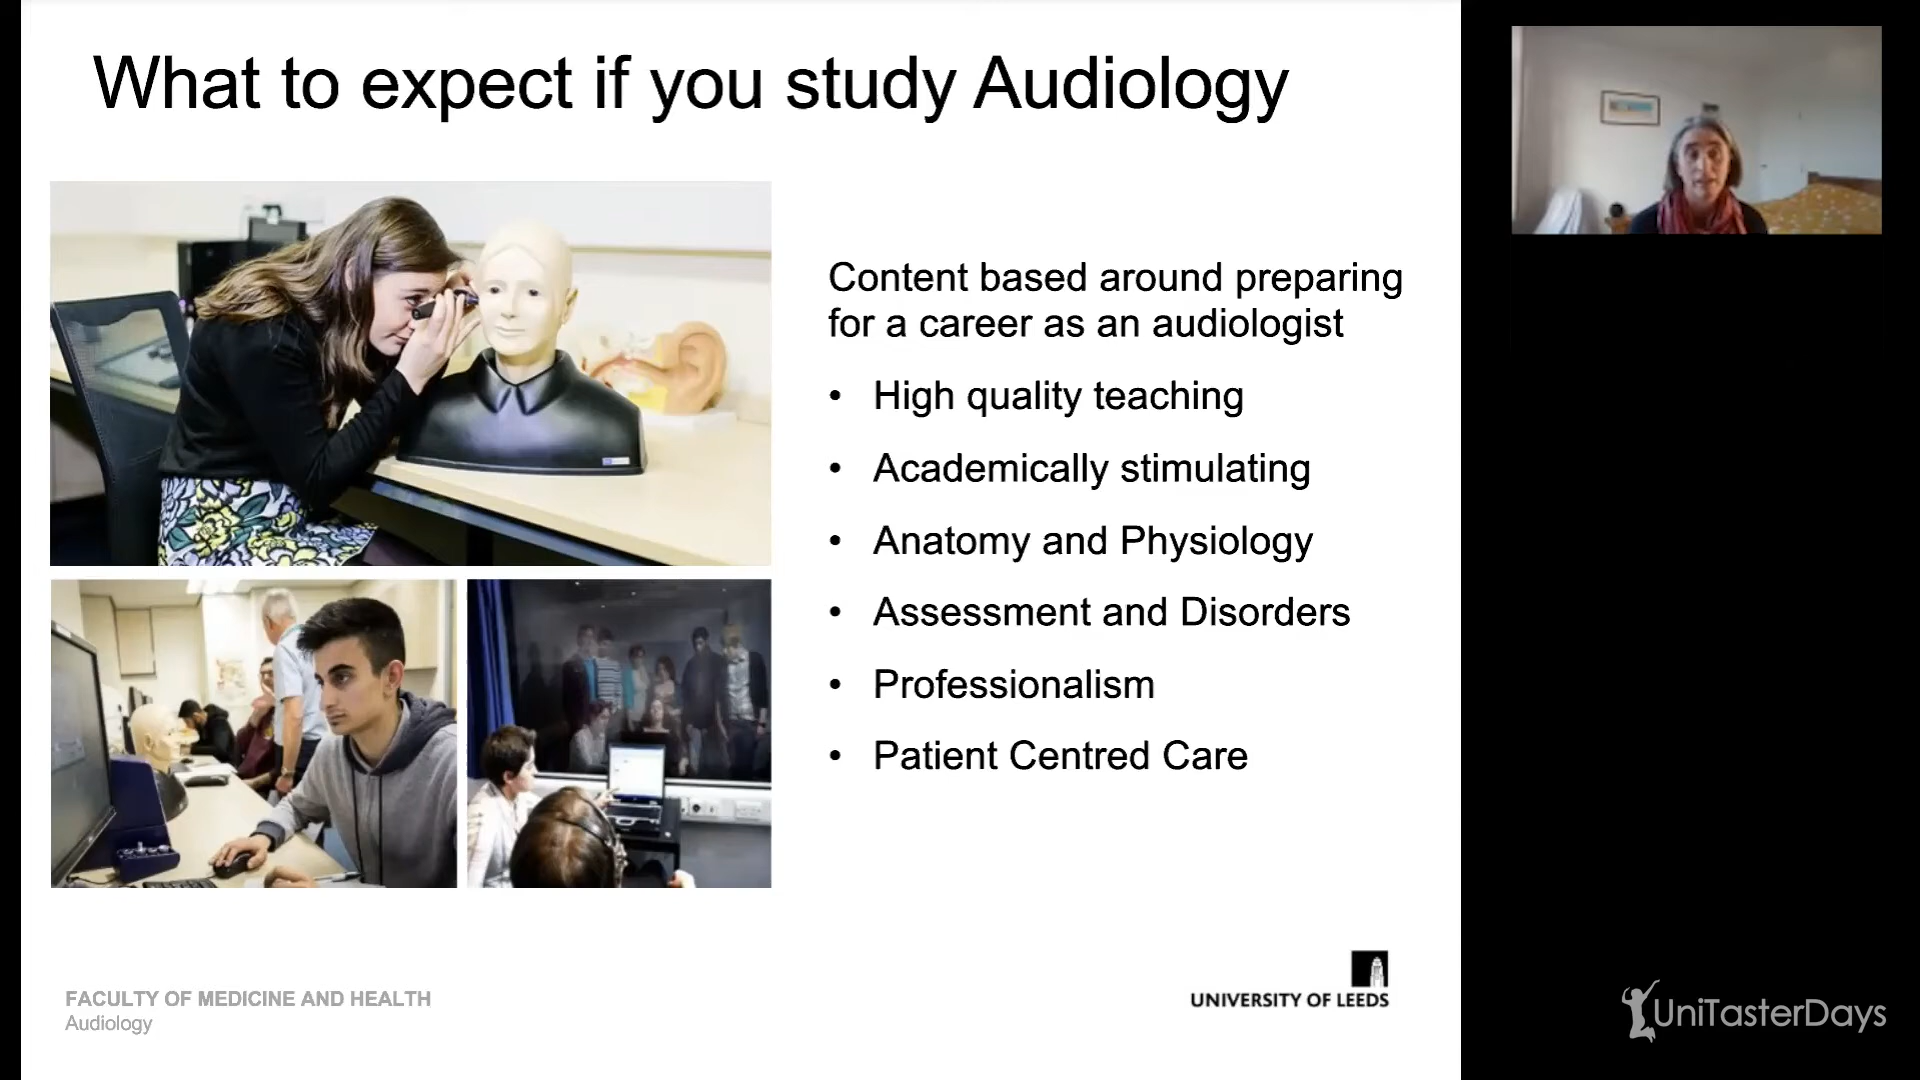 What to expect if you study Audiology
Content based around preparing
for a career as an audiologist
• High quality teaching
• Academically stimulating
• Anatomy and Physiology
• Assessment and Disorders
• Professionalism
• Patient Centred Care
FACULTY OF MEDICINE AND HEALTH
Audiology
UNIVERSITY OF LEEDS
UniTasterDays